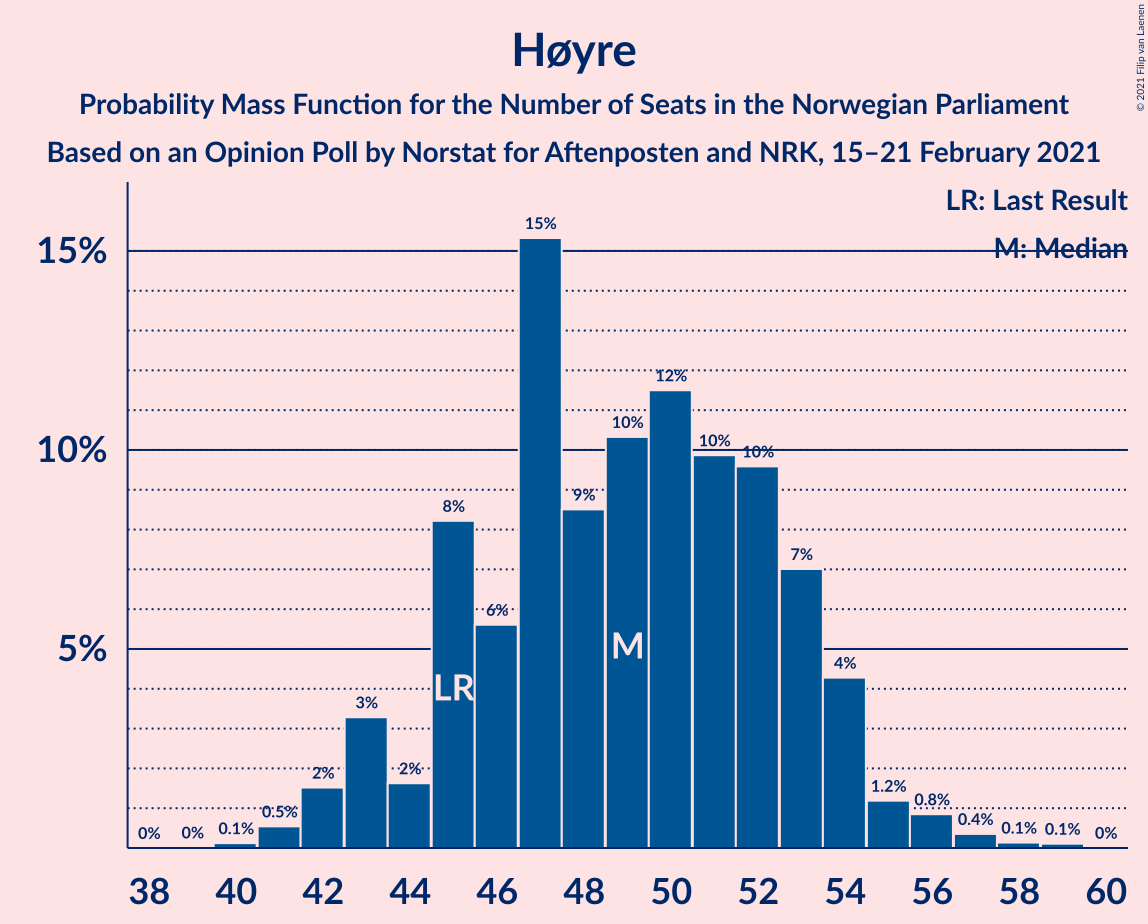 Høyre
Probability Mass Function for the Number of Seats in the Norwegian Parliament
Based on an Opinion Poll by Norstat for Aftenposten and NRK, 15–21 February 2021
© 2021 Filip van Laenen
LR: Last Result
M: Median
15%
10%
5%
0%
0%
0.1%
0.5%
2%
3%
2%
8%
6%
15%
9%
10%
12%
10%
10%
7%
4%
1.2%
0.8%
0.4%
0.1%
0.1%
0%
LR
M
38 40 42 44 46 48 50 52 54 56 58 60